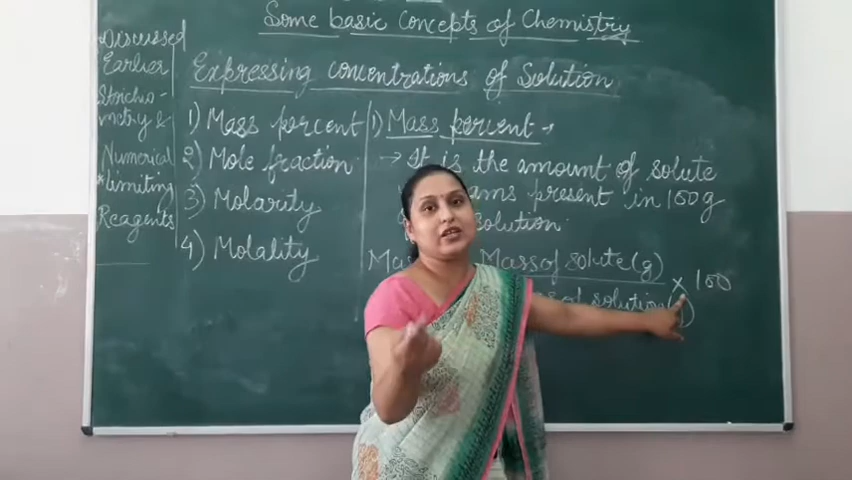 Some basic Concepts of Chemistry
Discussed
Earlier
Stoichio-
metry &
Numerical
*limiting
Reagents
Expressing Concentrations of Solution
1) Mass percent
2) Mole fraction
3) Molarity
4) Molality
1) Mass percent →
→ It is the amount of solute
present in 100g
solution.
Mass of solute(g)
of solution( )
x 100